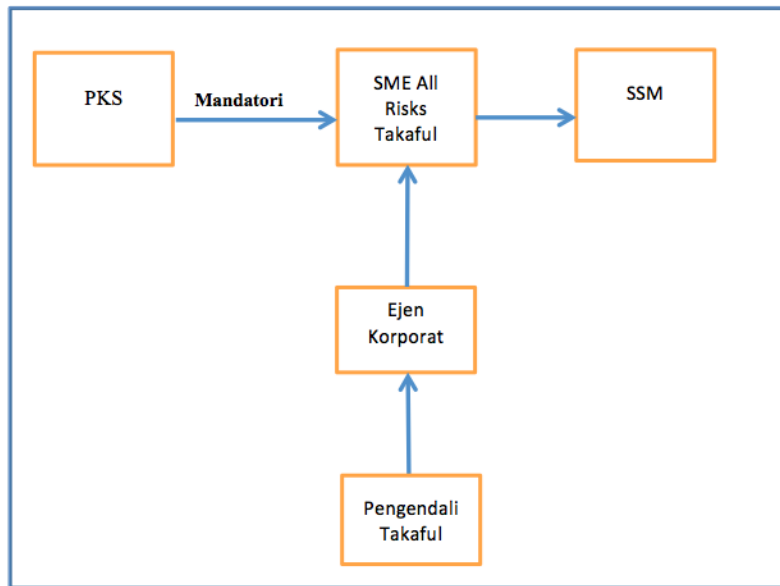 PKS
Mandatori
SME All
Risks
Takaful
SSM
Ejen
Korporat
Pengendali
Takaful